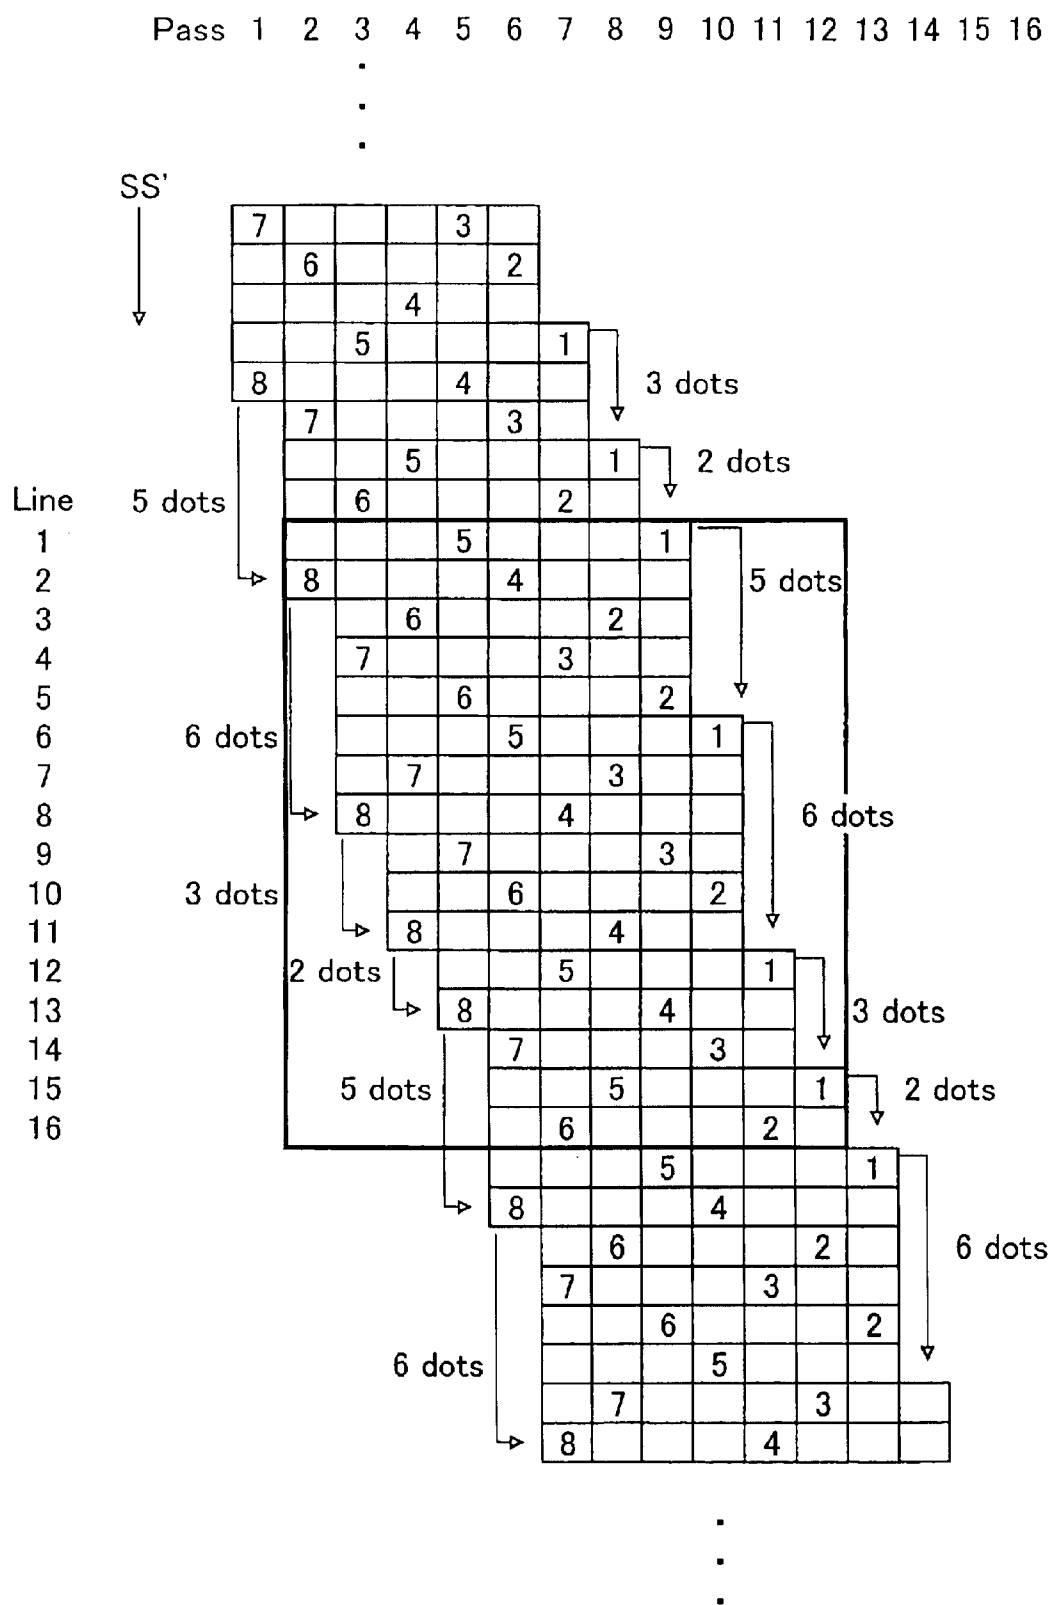 Pass 1 2 3 4 5 6 7 8 9 10 11 12 13 14 15 16
SS'
7 3
6 2
4
5 1
8 4 3 dots
7 3
5 1 2 dots
Line 5 dots 6 2
1 5 1
2 8 4 5 dots
3 6 2
4 7 3
5 6 2
6 6 dots 5 1
7 7 3
8 8 4 6 dots
9 7 3
10 3 dots 6 2
11 8 4
12 2 dots 5 1
13 8 4 3 dots
14 7 3
15 5 dots 5 1 2 dots
16 6 2
5 1
8 4
6 2 6 dots
7 3
6 2
6 dots 5
7 3
8 4